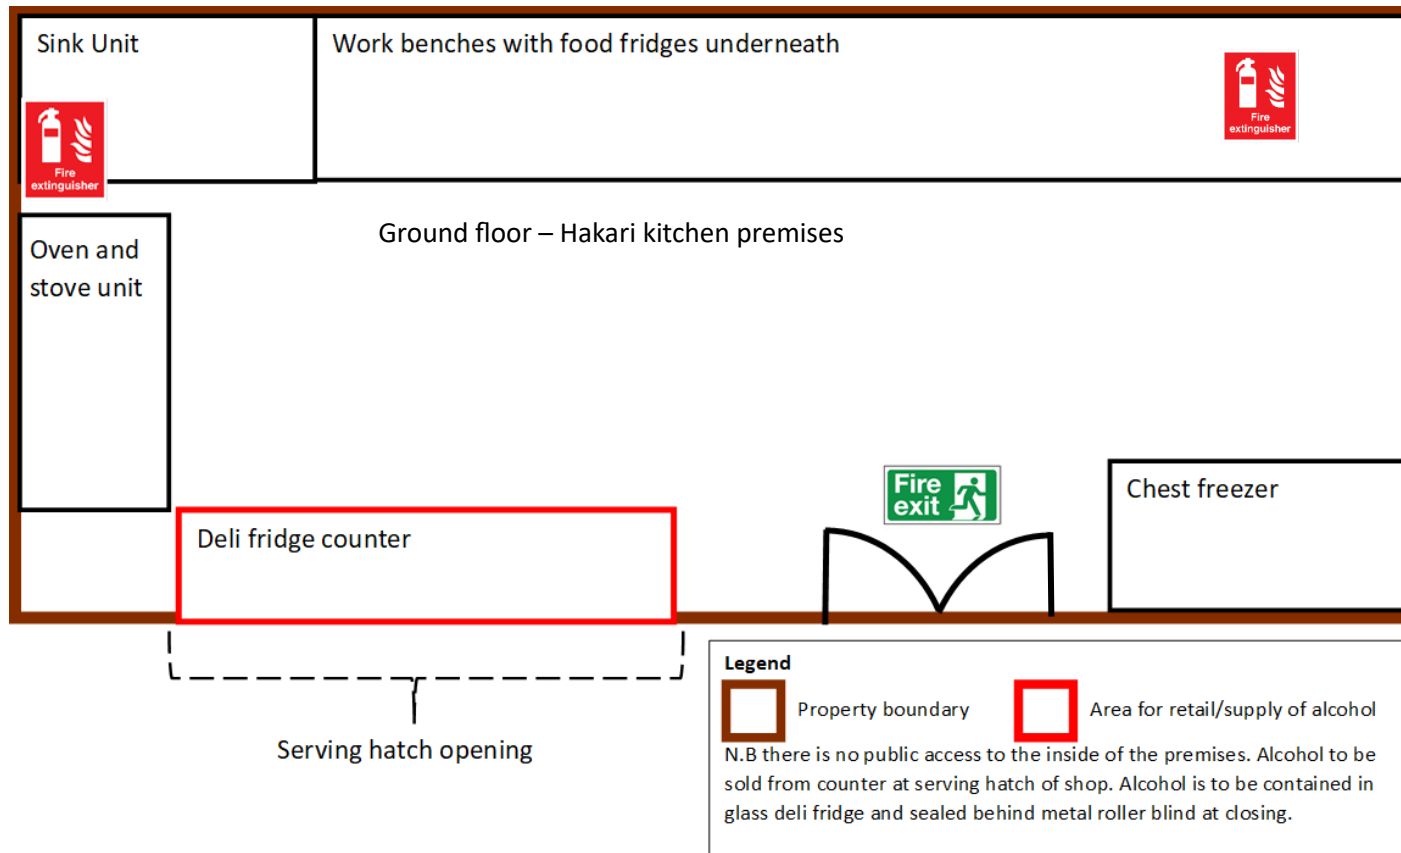 Sink Unit
Work benches with food fridges underneath
Fire
extinguisher
Fire
extinguisher
Ground floor – Hakari kitchen premises
Oven and
stove unit
Fire
exit
Chest freezer
Deli fridge counter
Serving hatch opening
Legend
Property boundary
Area for retail/supply of alcohol
N.B there is no public access to the inside of the premises. Alcohol to be
sold from counter at serving hatch of shop. Alcohol is to be contained in
glass deli fridge and sealed behind metal roller blind at closing.